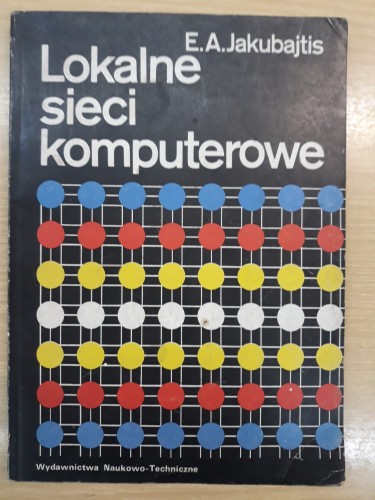 E.A.Jakubajtis
Lokalne
sieci
komputerowe
Wydawnictwa Naukowo-Techniczne